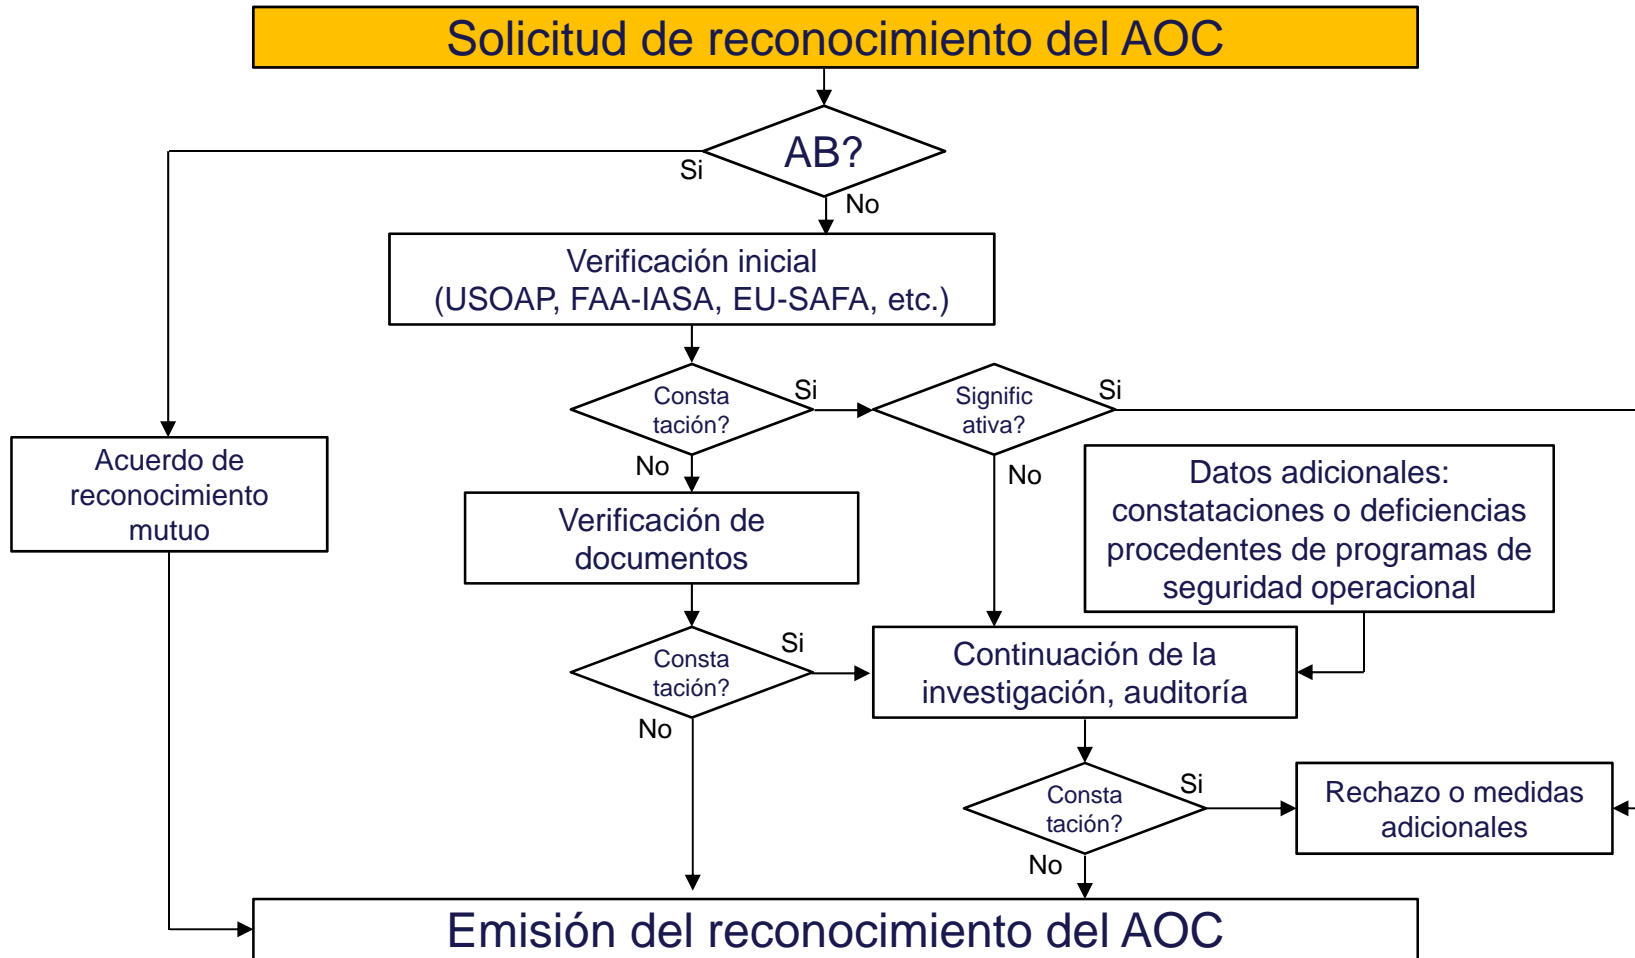 Solicitud de reconocimiento del AOC
AB?
Si
No
Verificación inicial
(USOAP, FAA-IASA, EU-SAFA, etc.)
Consta
tación?
Si
Signific
ativa?
Si
No
No
Acuerdo de
reconocimiento
mutuo
Verificación de
documentos
Datos adicionales:
constataciones o deficiencias
procedentes de programas de
seguridad operacional
Consta
tación?
Si
No
Continuación de la
investigación, auditoría
Consta
tación?
Si
No
Rechazo o medidas
adicionales
Emisión del reconocimiento del AOC